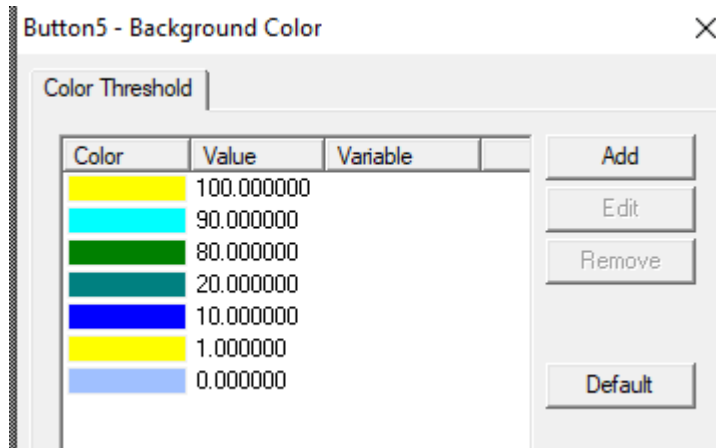 Button5 - Background Color
Color Threshold
Color Value Variable
Add
100.000000
90.000000
Edit
80.000000
Remove
20.000000
10.000000
1.000000
0.000000
Default